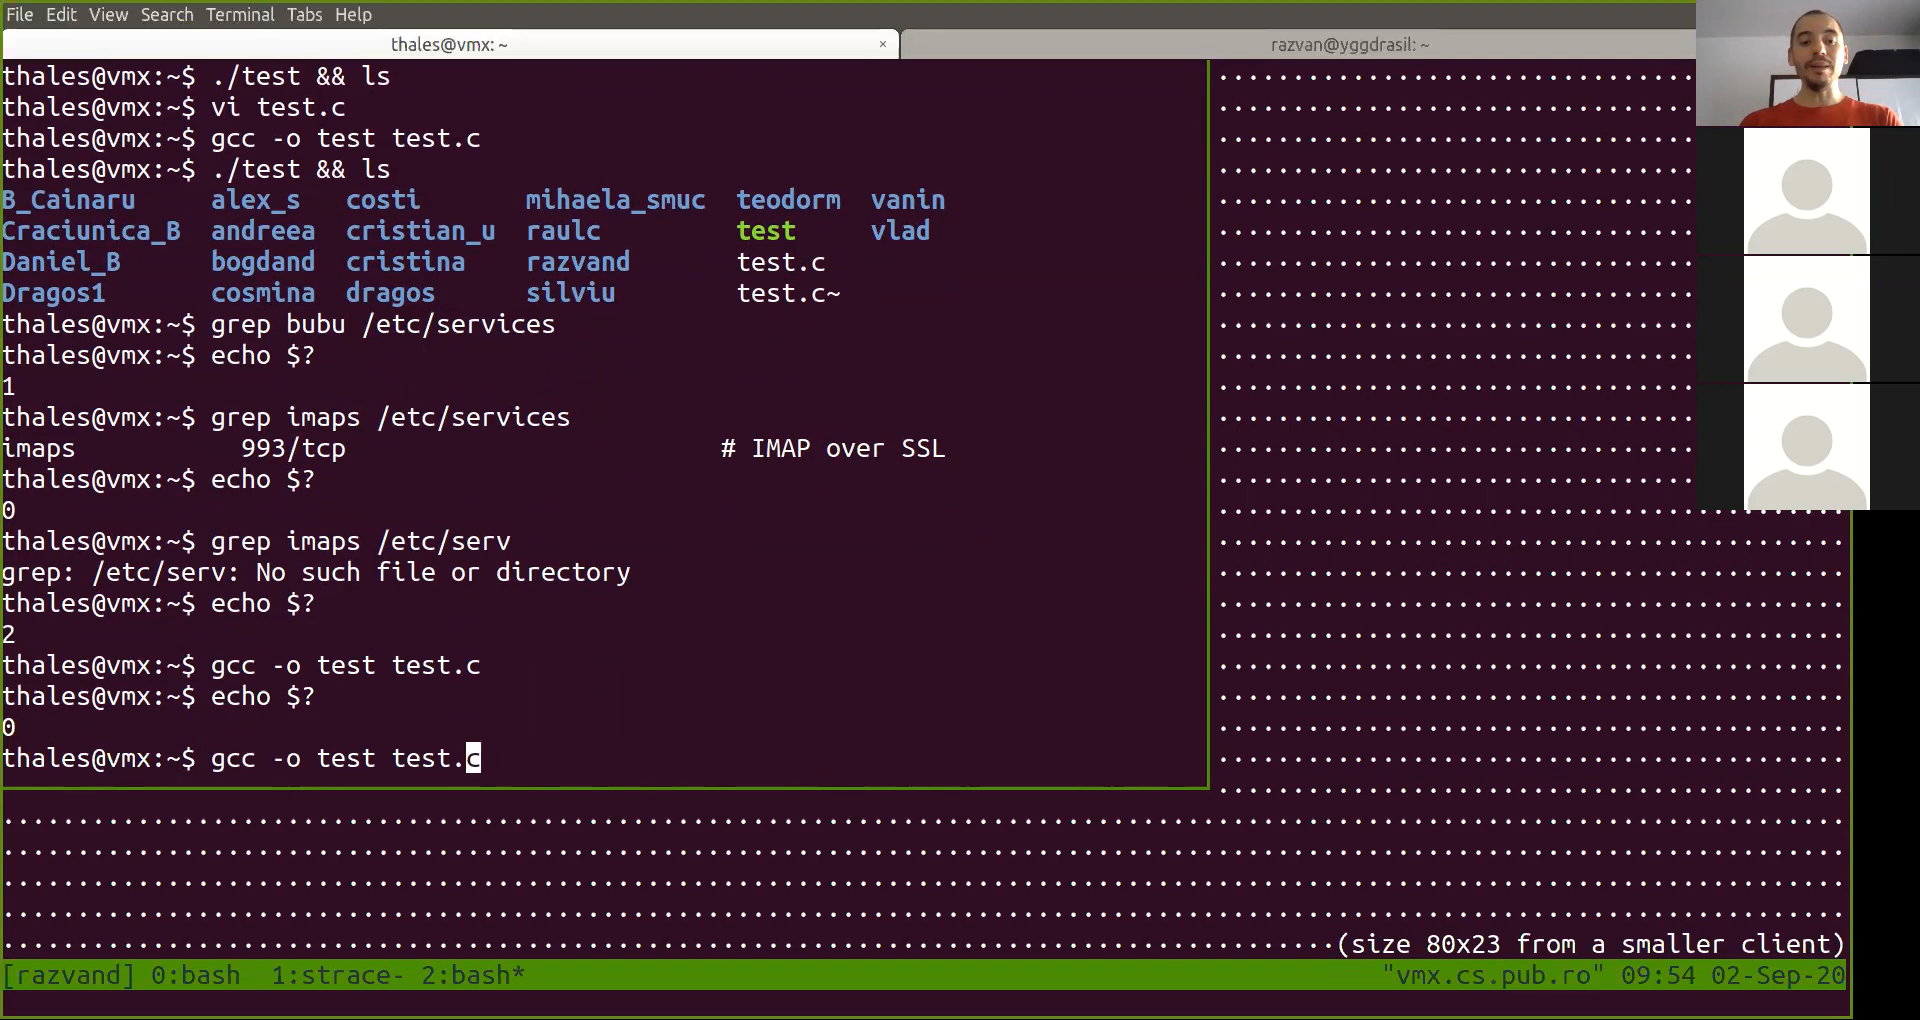 File Edit View Search Terminal Tabs Help
thales@vmx: ~ × razvan@yggdrasil: ~
thales@vmx:~$ ./test && ls
thales@vmx:~$ vi test.c
thales@vmx:~$ gcc -o test test.c
thales@vmx:~$ ./test && ls
B_Cainaru alex_s costi mihaela_smuc teodorm vanin
Craciunica_B andreea cristian_u raulc test vlad
Daniel_B bogdand cristina razvand test.c
Dragos1 cosmina dragos silviu test.c~
thales@vmx:~$ grep bubu /etc/services
thales@vmx:~$ echo $?
1
thales@vmx:~$ grep imaps /etc/services
imaps 993/tcp # IMAP over SSL
thales@vmx:~$ echo $?
0
thales@vmx:~$ grep imaps /etc/serv
grep: /etc/serv: No such file or directory
thales@vmx:~$ echo $?
2
thales@vmx:~$ gcc -o test test.c
thales@vmx:~$ echo $?
0
thales@vmx:~$ gcc -o test test.c
(size 80x23 from a smaller client)
[razvand] 0:bash 1:strace- 2:bash* "vmx.cs.pub.ro" 09:54 02-Sep-20